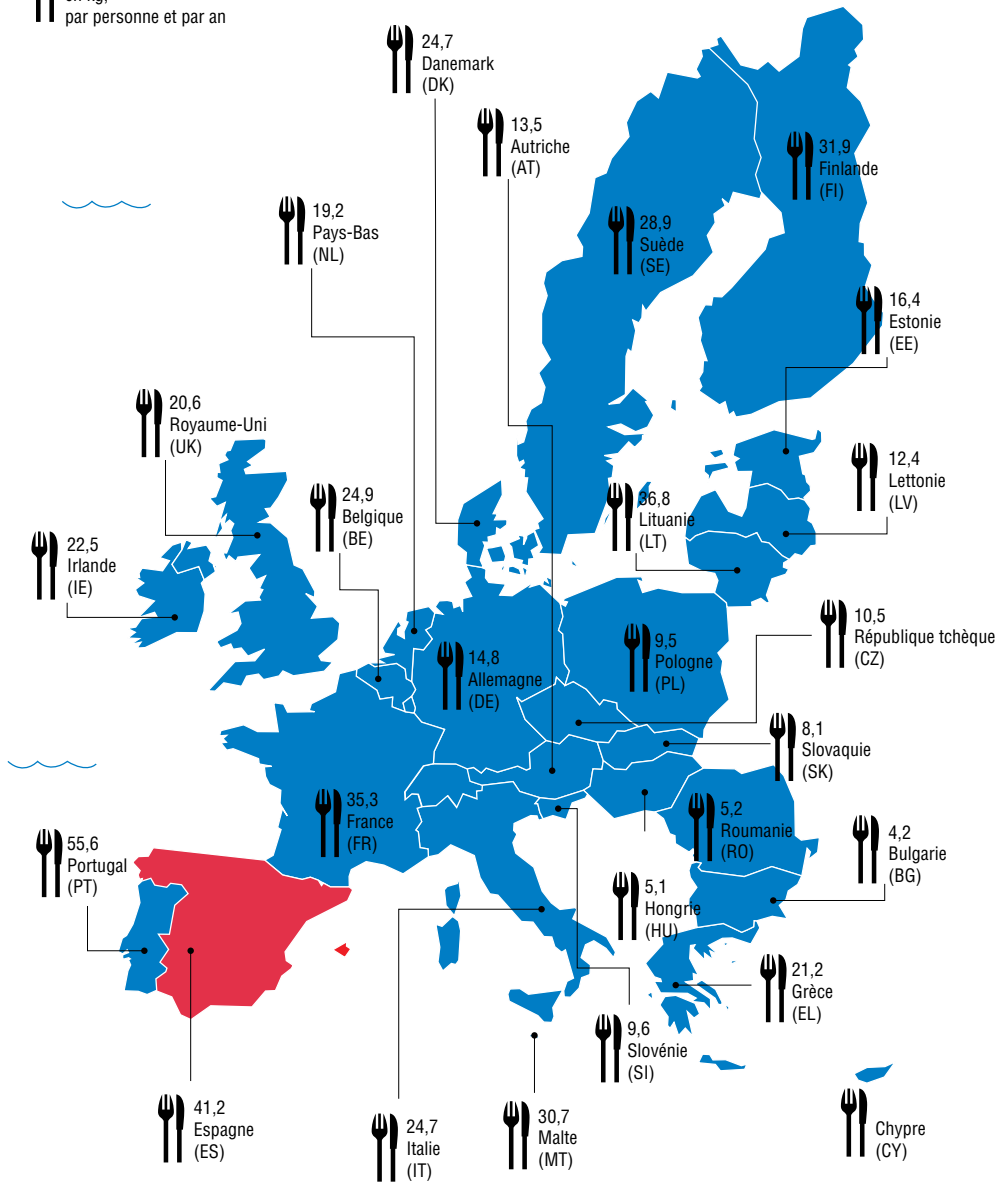 par personne et par an
24,7
Danemark
(DK)
13,5
Autriche
(AT)
31,9
Finlande
(FI)
19,2
Pays-Bas
(NL)
28,9
Suède
(SE)
16,4
Estonie
(EE)
20,6
Royaume-Uni
(UK)
12,4
Lettonie
(LV)
24,9
Belgique
(BE)
36,8
Lituanie
(LT)
22,5
Irlande
(IE)
10,5
République tchèque
(CZ)
9,5
Pologne
(PL)
14,8
Allemagne
(DE)
8,1
Slovaquie
(SK)
35,3
France
(FR)
5,2
Roumanie
(RO)
4,2
Bulgarie
(BG)
55,6
Portugal
(PT)
5,1
Hongrie
(HU)
21,2
Grèce
(EL)
9,6
Slovénie
(SI)
41,2
Espagne
(ES)
24,7
Italie
(IT)
30,7
Malte
(MT)
Chypre
(CY)